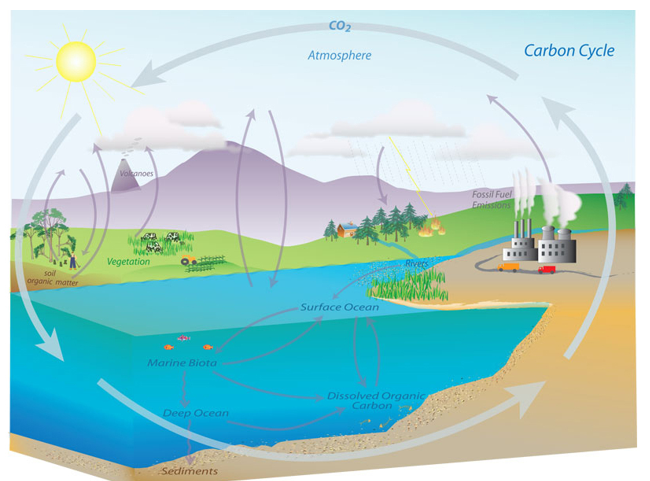 CO2
Atmosphere
Carbon Cycle
Volcanoes
Fossil Fuel
Emissions
Vegetation
soil
organic matter
Rivers
Surface Ocean
Marine Biota
Dissolved Organic
Carbon
Deep Ocean
Sediments